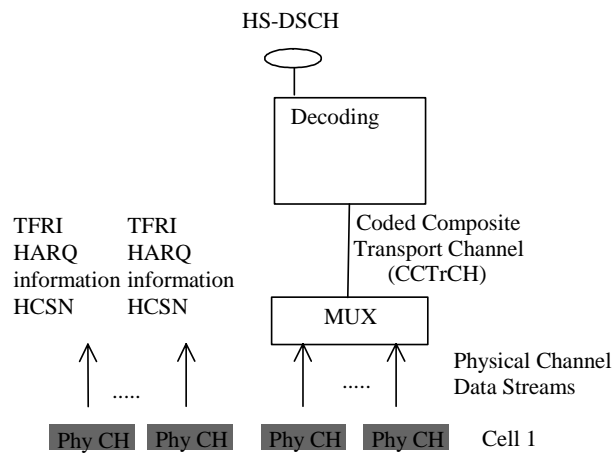 HS-DSCH
Decoding
TFRI
HARQ
information
HCSN
TFRI
HARQ
information
HCSN
Coded Composite
Transport Channel
(CCTrCH)
MUX
Physical Channel
Data Streams
.....
.....
Phy CH
Phy CH
Phy CH
Phy CH
Cell 1